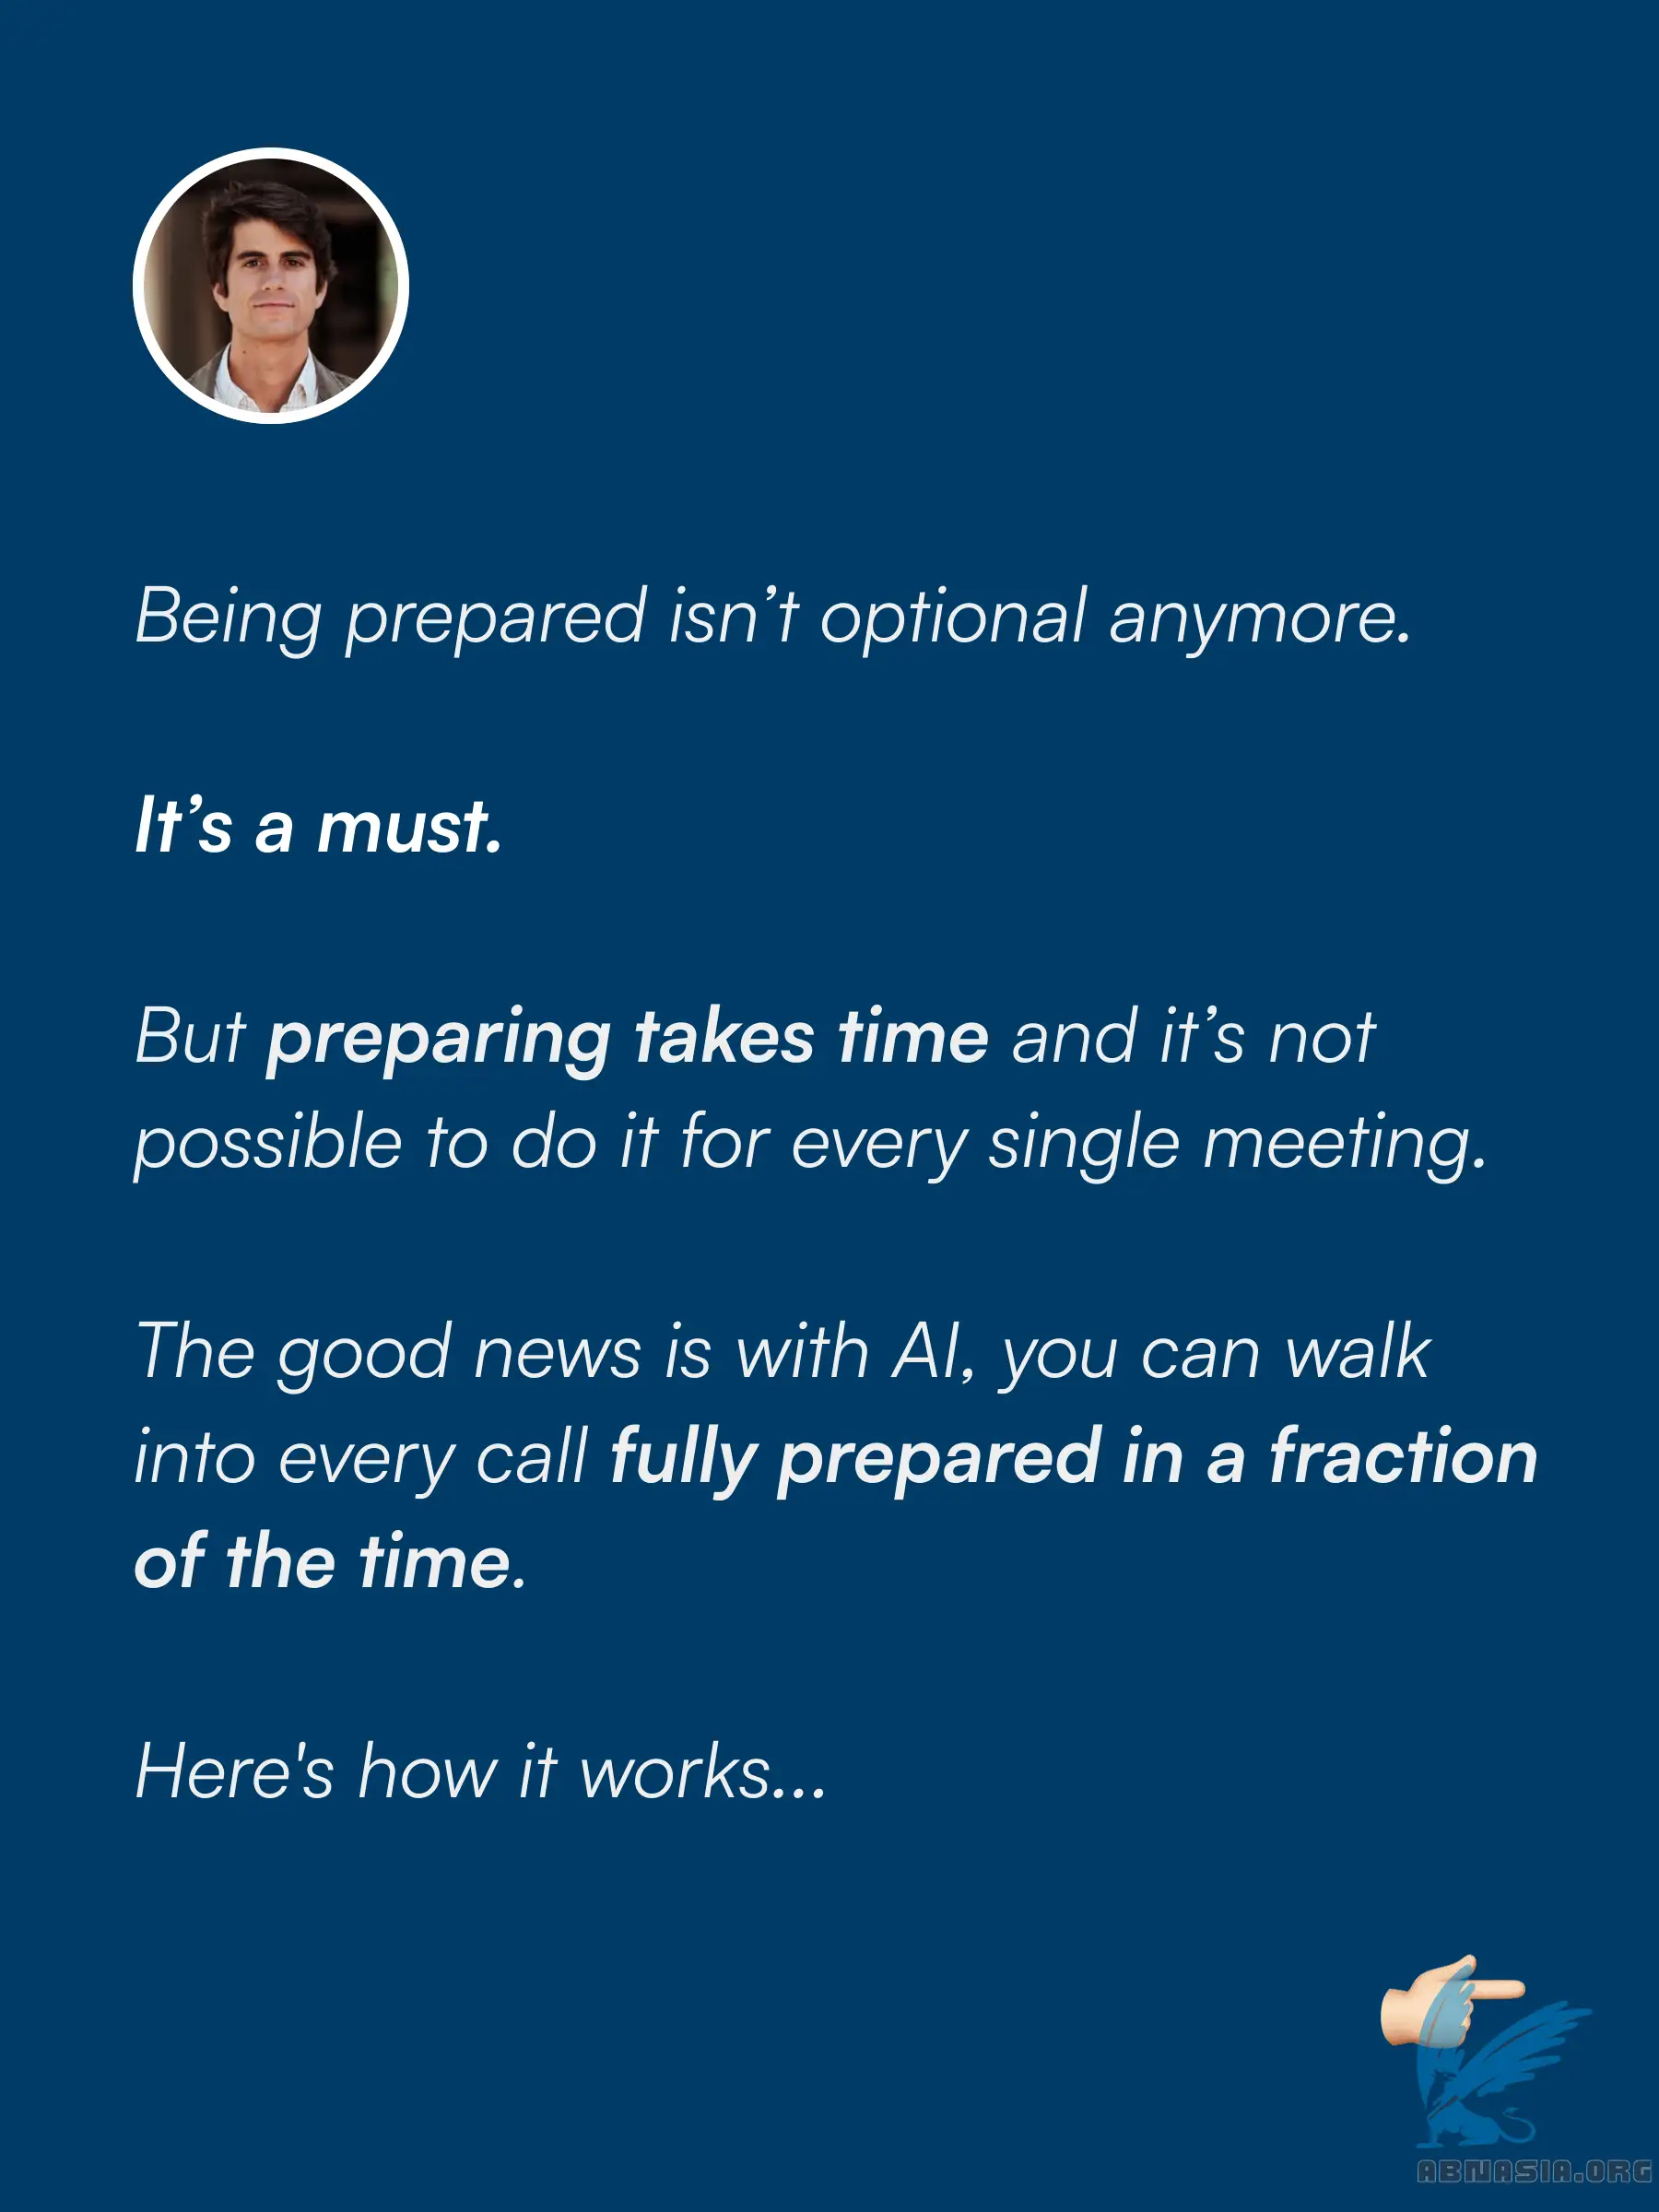 Being prepared isn’t optional anymore.
It’s a must.
But preparing takes time and it’s not
possible to do it for every single meeting.
The good news is with AI, you can walk
into every call fully prepared in a fraction
of the time.
Here's how it works...
ABNASIA.ORG